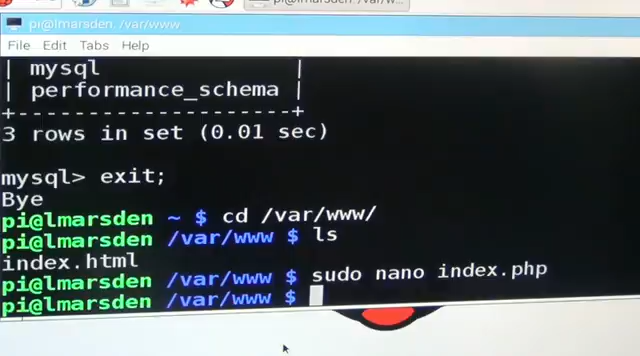 pi@lmarsden: /var/www
File Edit Tabs Help
| mysql |
| performance_schema |
+--------------------+
3 rows in set (0.01 sec)
mysql> exit;
Bye
pi@lmarsden ~ $ cd /var/www/
pi@lmarsden /var/www $ ls
index.html
pi@lmarsden /var/www $ sudo nano index.php
pi@lmarsden /var/www $